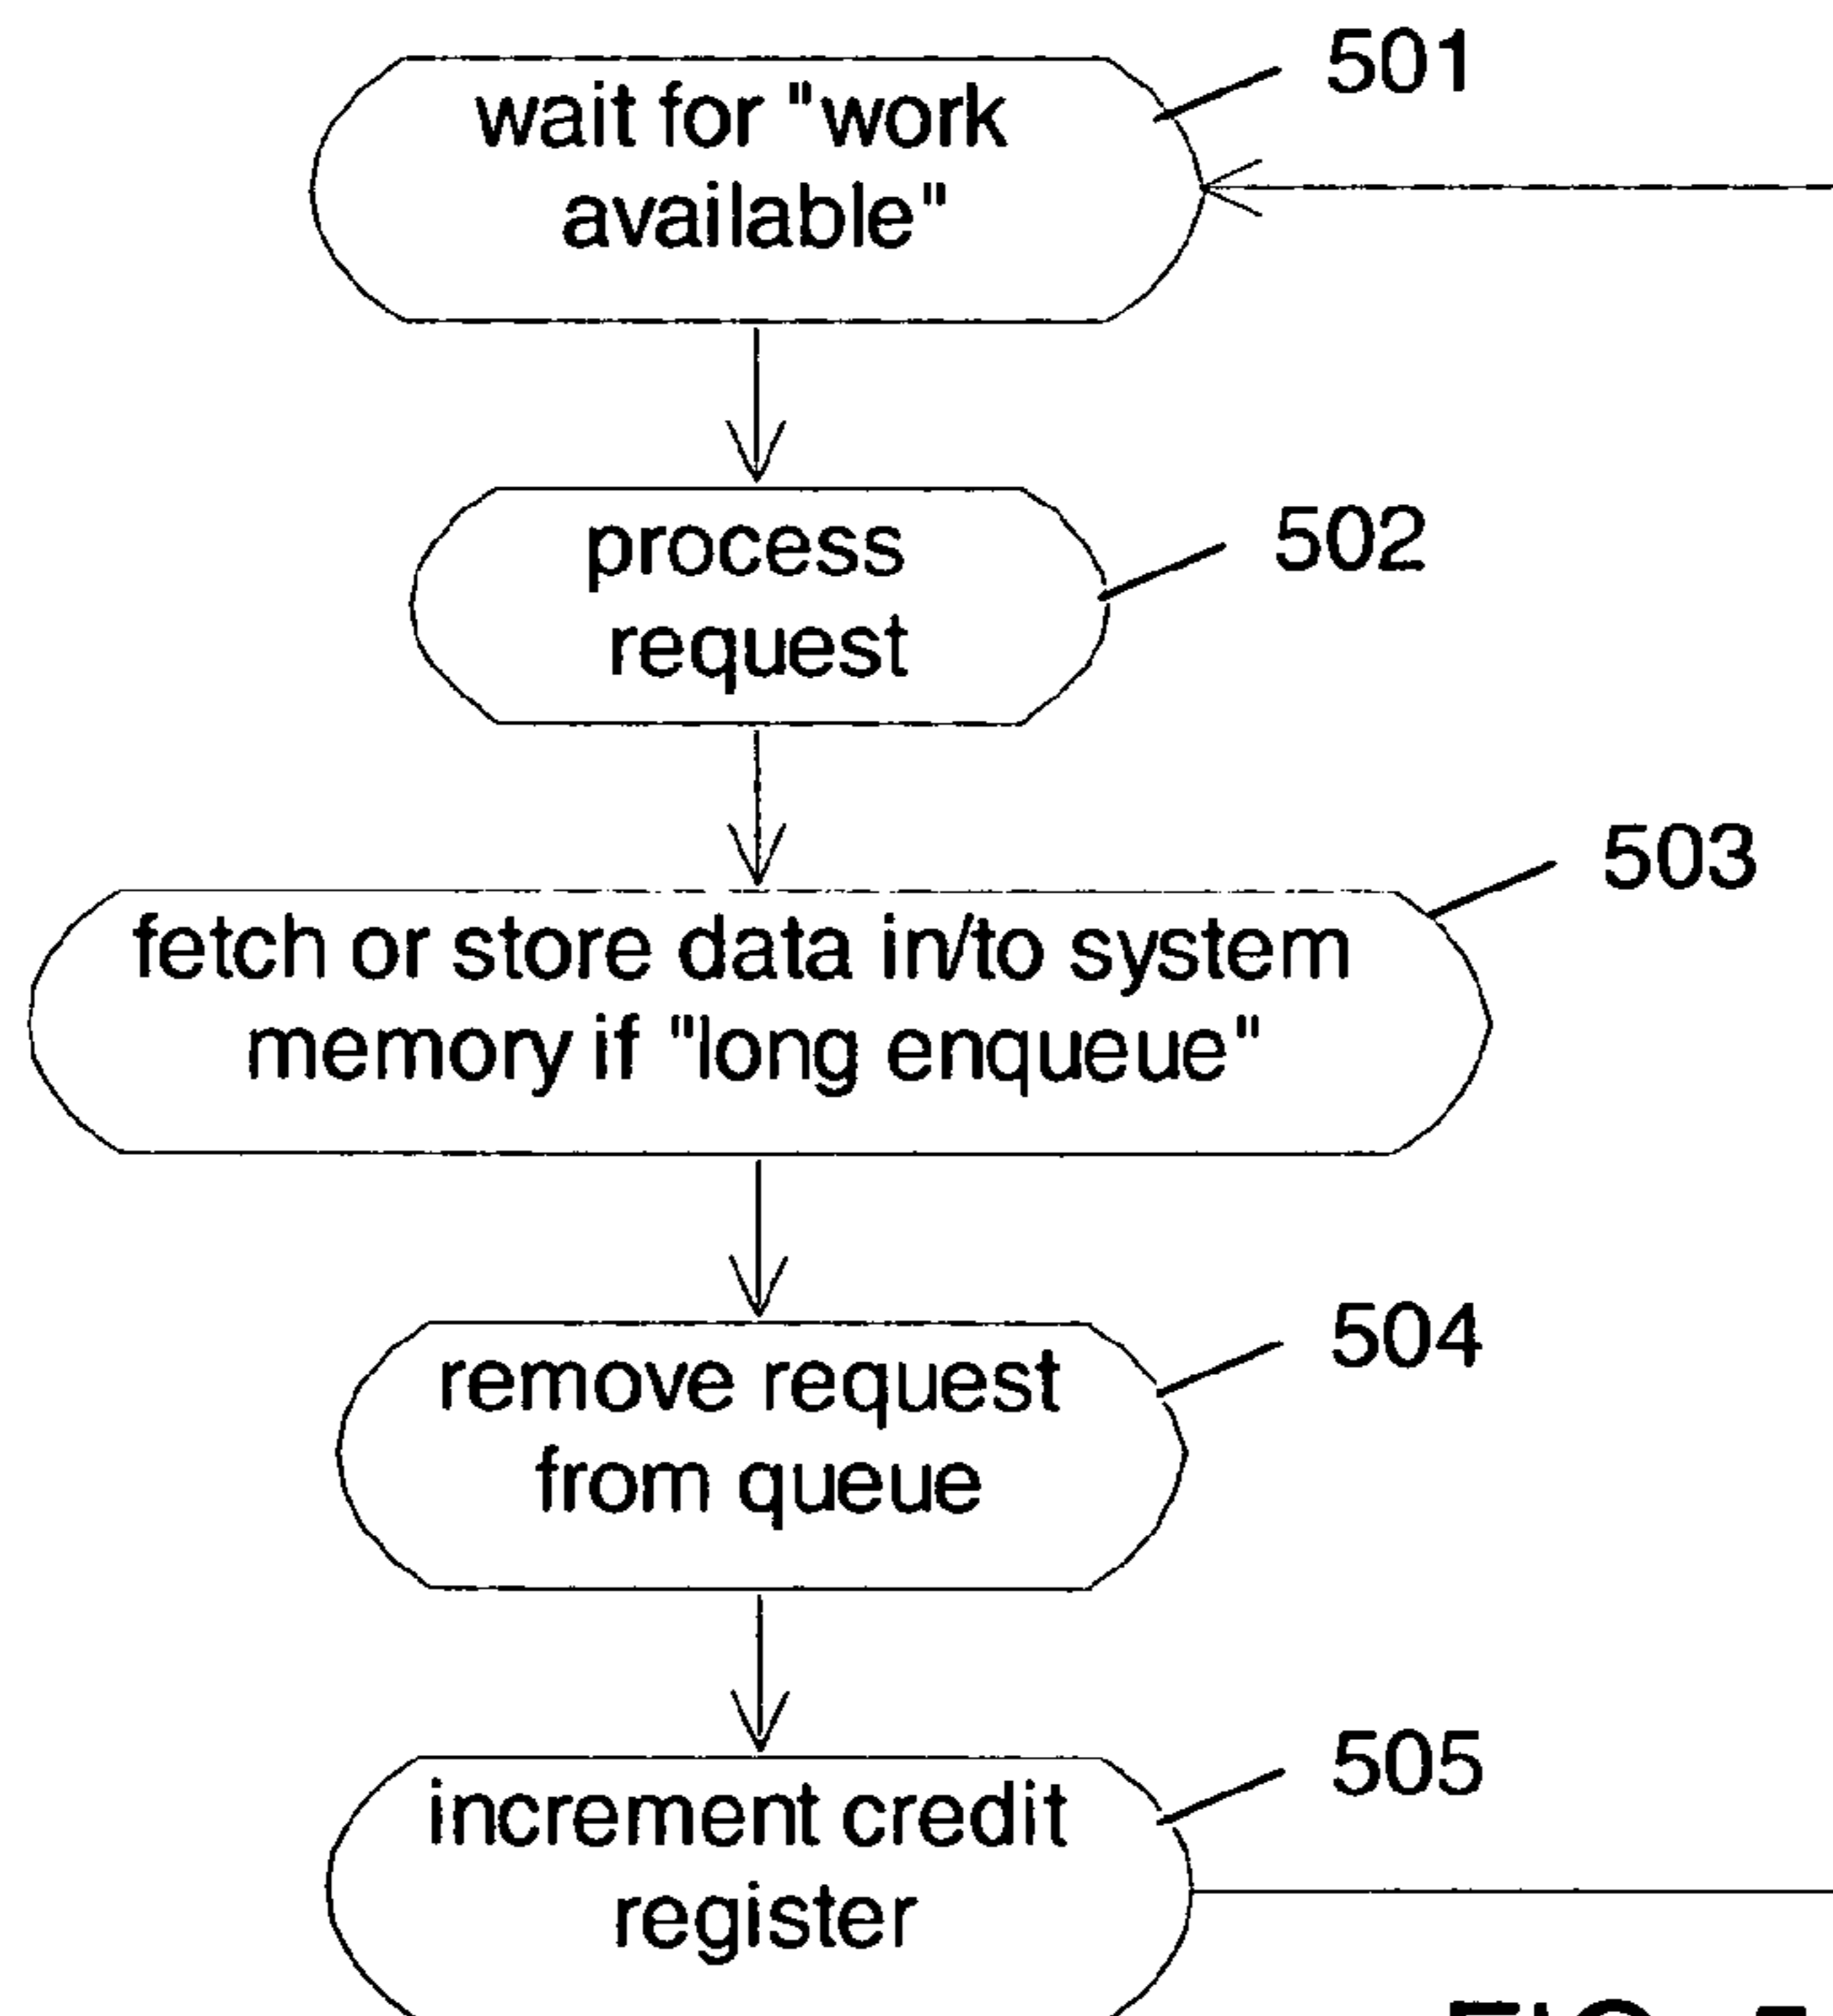 501
wait for "work
available"
502
process
request
503
fetch or store data in/to system
memory if "long enqueue"
504
remove request
from queue
505
increment credit
register